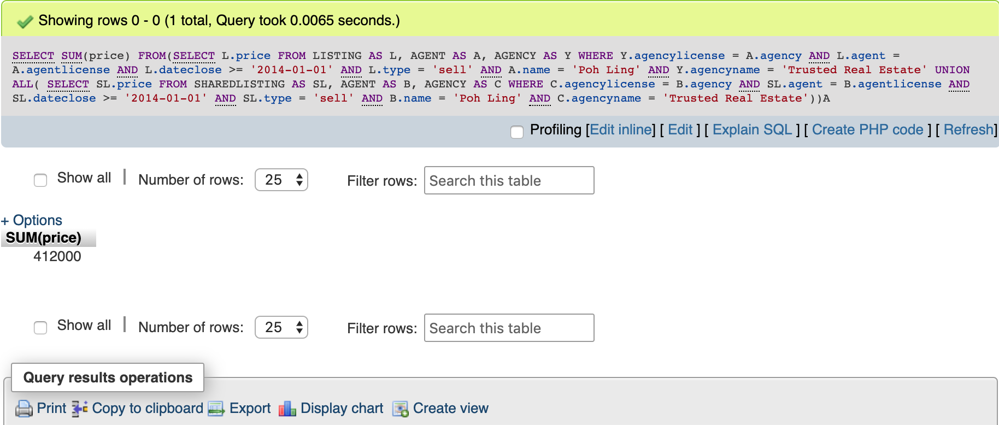 Showing rows 0 - 0 (1 total, Query took 0.0065 seconds.)
SELECT SUM(price) FROM(SELECT L.price FROM LISTING AS L, AGENT AS A, AGENCY AS Y WHERE Y.agencylicense = A.agency AND L.agent =
A.agentlicense AND L.dateclose >= '2014-01-01' AND L.type = 'sell' AND A.name = 'Poh Ling' AND Y.agencyname = 'Trusted Real Estate' UNION
ALL( SELECT SL.price FROM SHAREDLISTING AS SL, AGENT AS B, AGENCY AS C WHERE C.agencylicense = B.agency AND SL.agent = B.agentlicense AND
SL.dateclose >= '2014-01-01' AND SL.type = 'sell' AND B.name = 'Poh Ling' AND C.agencyname = 'Trusted Real Estate'))A
Profiling [Edit inline] [ Edit ] [ Explain SQL ] [ Create PHP code ] [ Refresh]
Show all | Number of rows: 25 Filter rows: Search this table
+ Options
SUM(price)
412000
Show all | Number of rows: 25 Filter rows: Search this table
Query results operations
Print Copy to clipboard Export Display chart Create view